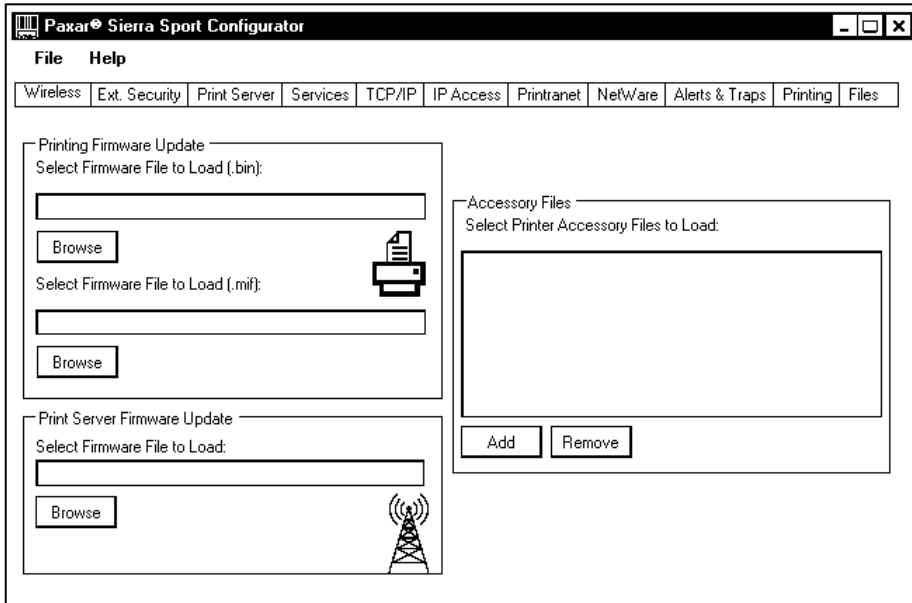 Paxar® Sierra Sport Configurator
File Help
Wireless Ext. Security Print Server Services TCP/IP IP Access Printranet NetWare Alerts & Traps Printing Files
Printing Firmware Update
Select Firmware File to Load (.bin):
Browse
Select Firmware File to Load (.mif):
Browse
Print Server Firmware Update
Select Firmware File to Load:
Browse
Accessory Files
Select Printer Accessory Files to Load:
Add Remove